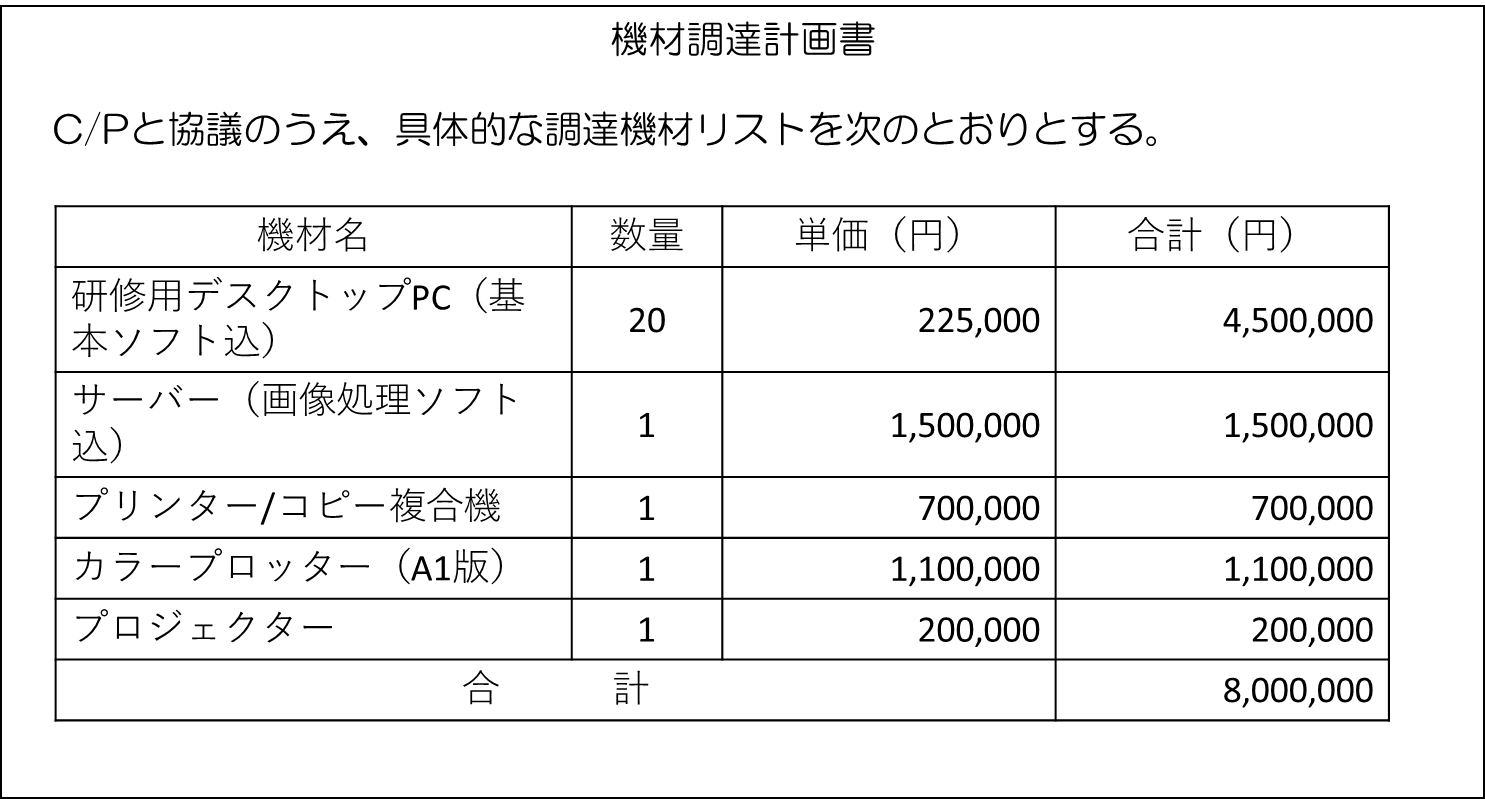 機材調達計画書
C/Pと協議のうえ、具体的な調達機材リストを次のとおりとする。
機材名 数量 単価（円） 合計（円）
研修用デスクトップPC（基
本ソフト込） 20 225,000 4,500,000
サーバー（画像処理ソフト
込） 1 1,500,000 1,500,000
プリンター/コピー複合機 1 700,000 700,000
カラープロッター（A1版） 1 1,100,000 1,100,000
プロジェクター 1 200,000 200,000
合　　　計 8,000,000